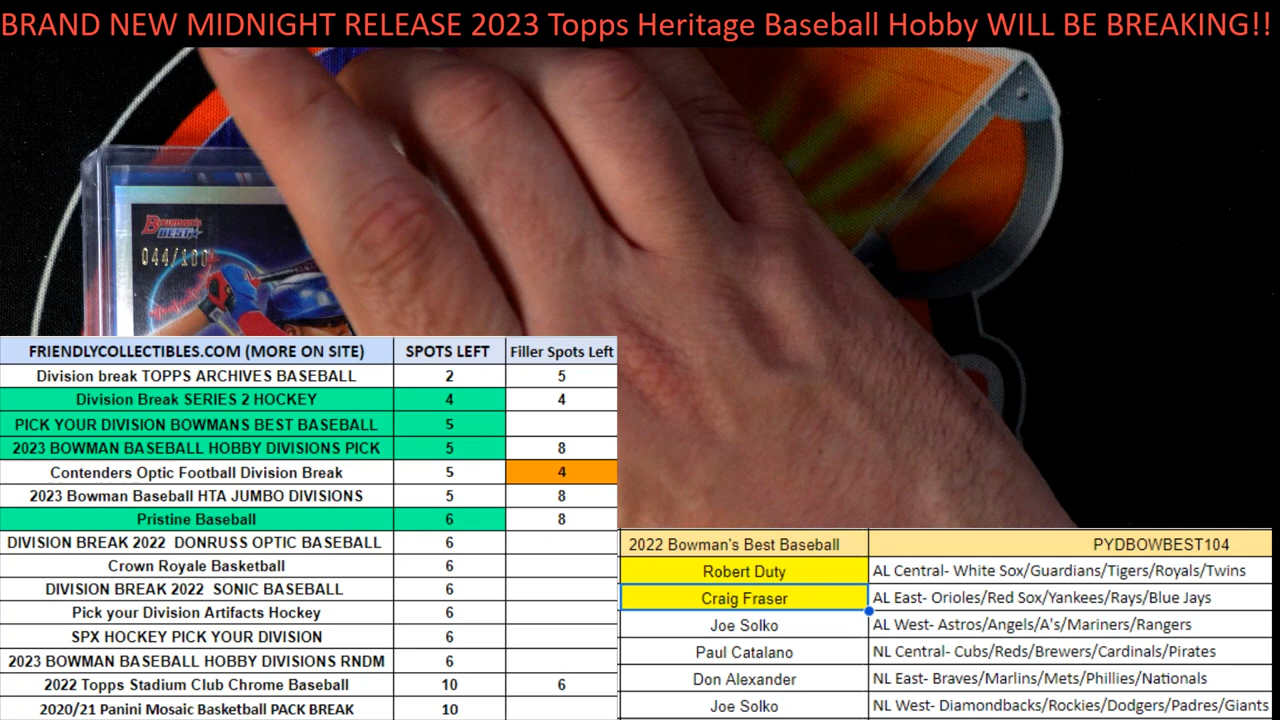 BRAND NEW MIDNIGHT RELEASE 2023 Topps Heritage Baseball Hobby WILL BE BREAKING!!
Bowman's
BEST
044/100
FRIENDLYCOLLECTIBLES.COM (MORE ON SITE) SPOTS LEFT Filler Spots Left
Division break TOPPS ARCHIVES BASEBALL 2 5
Division Break SERIES 2 HOCKEY 4 4
PICK YOUR DIVISION BOWMANS BEST BASEBALL 5
2023 BOWMAN BASEBALL HOBBY DIVISIONS PICK 5 8
Contenders Optic Football Division Break 5 4
2023 Bowman Baseball HTA JUMBO DIVISIONS 5 8
Pristine Baseball 6 8
DIVISION BREAK 2022 DONRUSS OPTIC BASEBALL 6
Crown Royale Basketball 6
DIVISION BREAK 2022 SONIC BASEBALL 6
Pick your Division Artifacts Hockey 6
SPX HOCKEY PICK YOUR DIVISION 6
2023 BOWMAN BASEBALL HOBBY DIVISIONS RNDM 6
2022 Topps Stadium Club Chrome Baseball 10 6
2020/21 Panini Mosaic Basketball PACK BREAK 10
2022 Bowman's Best Baseball PYDBOWBEST104
Robert Duty AL Central- White Sox/Guardians/Tigers/Royals/Twins
Craig Fraser AL East- Orioles/Red Sox/Yankees/Rays/Blue Jays
Joe Solko AL West- Astros/Angels/A's/Mariners/Rangers
Paul Catalano NL Central- Cubs/Reds/Brewers/Cardinals/Pirates
Don Alexander NL East- Braves/Marlins/Mets/Phillies/Nationals
Joe Solko NL West- Diamondbacks/Rockies/Dodgers/Padres/Giants